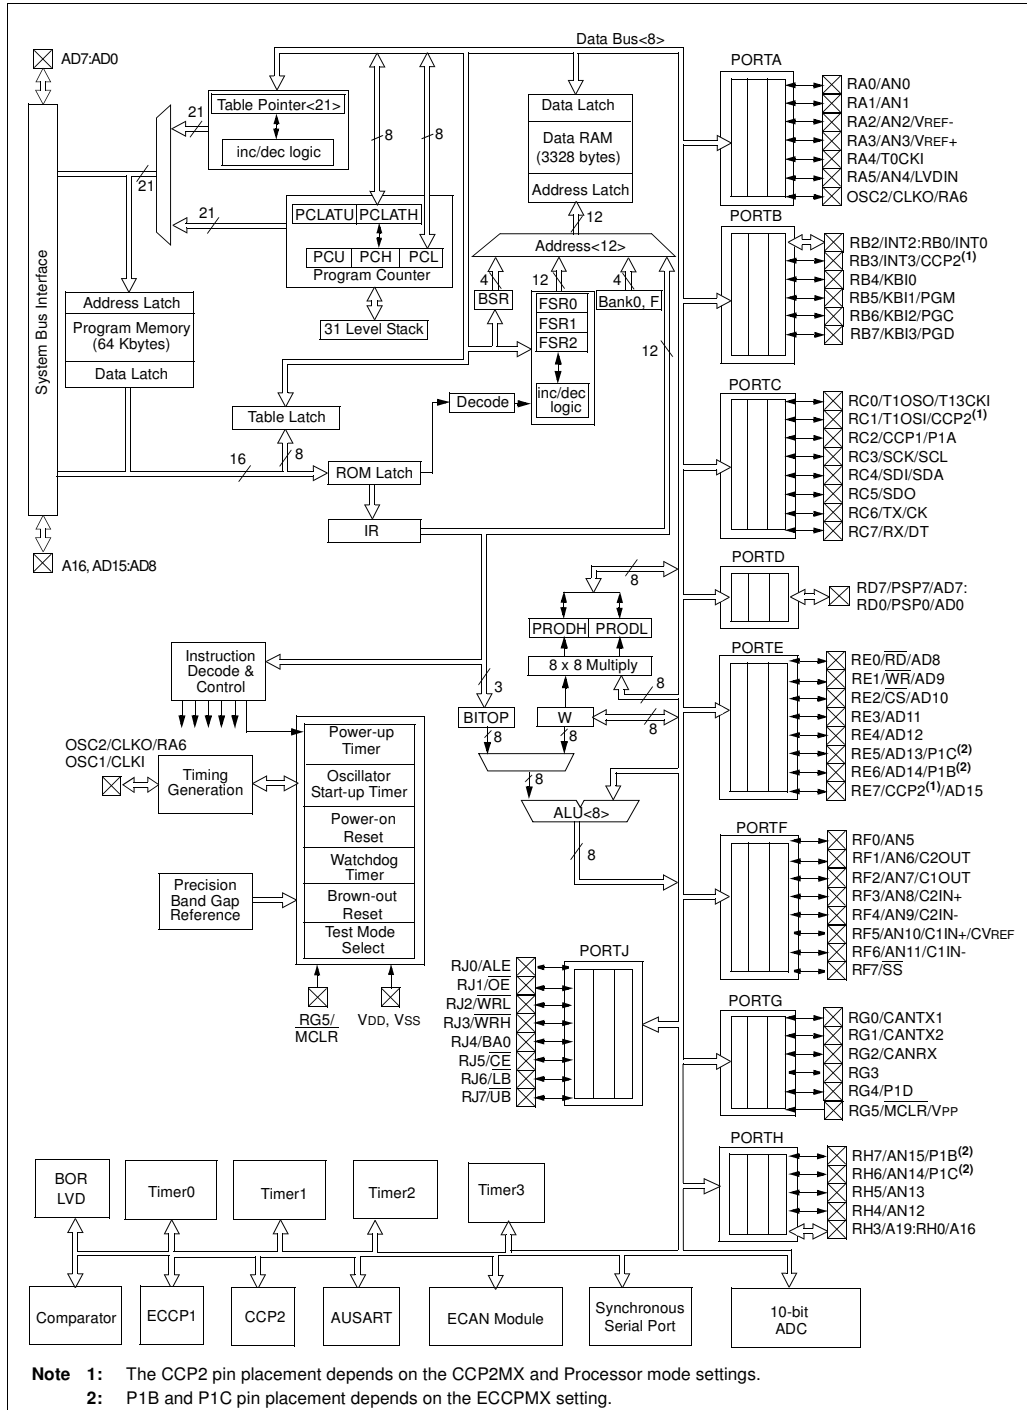 Data Bus<8>
AD7:AD0
System Bus Interface
A16, AD15:AD8
21
Table Pointer<21>
inc/dec logic
21
21
8
8
PCLATU
PCLATH
PCU
PCH
PCL
Program Counter
31 Level Stack
Address Latch
Program Memory
(64 Kbytes)
Data Latch
Data Latch
Data RAM
(3328 bytes)
Address Latch
12
Address<12>
4
12
4
BSR
FSR0
FSR1
FSR2
inc/dec
logic
Bank0, F
12
Table Latch
8
16
Decode
ROM Latch
IR
8
PRODH
PRODL
8 x 8 Multiply
8
3
BITOP
W
8
8
8
8
ALU<8>
8
Instruction
Decode &
Control
OSC2/CLKO/RA6
OSC1/CLKI
Timing
Generation
Power-up
Timer
Oscillator
Start-up Timer
Power-on
Reset
Watchdog
Timer
Brown-out
Reset
Test Mode
Select
Precision
Band Gap
Reference
RG5/
MCLR
VDD, VSS
PORTA
RA0/AN0
RA1/AN1
RA2/AN2/VREF-
RA3/AN3/VREF+
RA4/T0CKI
RA5/AN4/LVDIN
OSC2/CLKO/RA6
PORTB
RB2/INT2:RB0/INT0
RB3/INT3/CCP2(1)
RB4/KBI0
RB5/KBI1/PGM
RB6/KBI2/PGC
RB7/KBI3/PGD
PORTC
RC0/T1OSO/T13CKI
RC1/T1OSI/CCP2(1)
RC2/CCP1/P1A
RC3/SCK/SCL
RC4/SDI/SDA
RC5/SDO
RC6/TX/CK
RC7/RX/DT
PORTD
RD7/PSP7/AD7:
RD0/PSP0/AD0
PORTE
RE0/RD/AD8
RE1/WR/AD9
RE2/CS/AD10
RE3/AD11
RE4/AD12
RE5/AD13/P1C(2)
RE6/AD14/P1B(2)
RE7/CCP2(1)/AD15
PORTF
RF0/AN5
RF1/AN6/C2OUT
RF2/AN7/C1OUT
RF3/AN8/C2IN+
RF4/AN9/C2IN-
RF5/AN10/C1IN+/CVREF
RF6/AN11/C1IN-
RF7/SS
PORTJ
RJ0/ALE
RJ1/OE
RJ2/WRL
RJ3/WRH
RJ4/BA0
RJ5/CE
RJ6/LB
RJ7/UB
PORTG
RG0/CANTX1
RG1/CANTX2
RG2/CANRX
RG3
RG4/P1D
RG5/MCLR/VPP
PORTH
RH7/AN15/P1B(2)
RH6/AN14/P1C(2)
RH5/AN13
RH4/AN12
RH3/A19:RH0/A16
BOR
LVD
Timer0
Timer1
Timer2
Timer3
Comparator
ECCP1
CCP2
AUSART
ECAN Module
Synchronous
Serial Port
10-bit
ADC
Note 1: The CCP2 pin placement depends on the CCP2MX and Processor mode settings.
2: P1B and P1C pin placement depends on the ECCPMX setting.